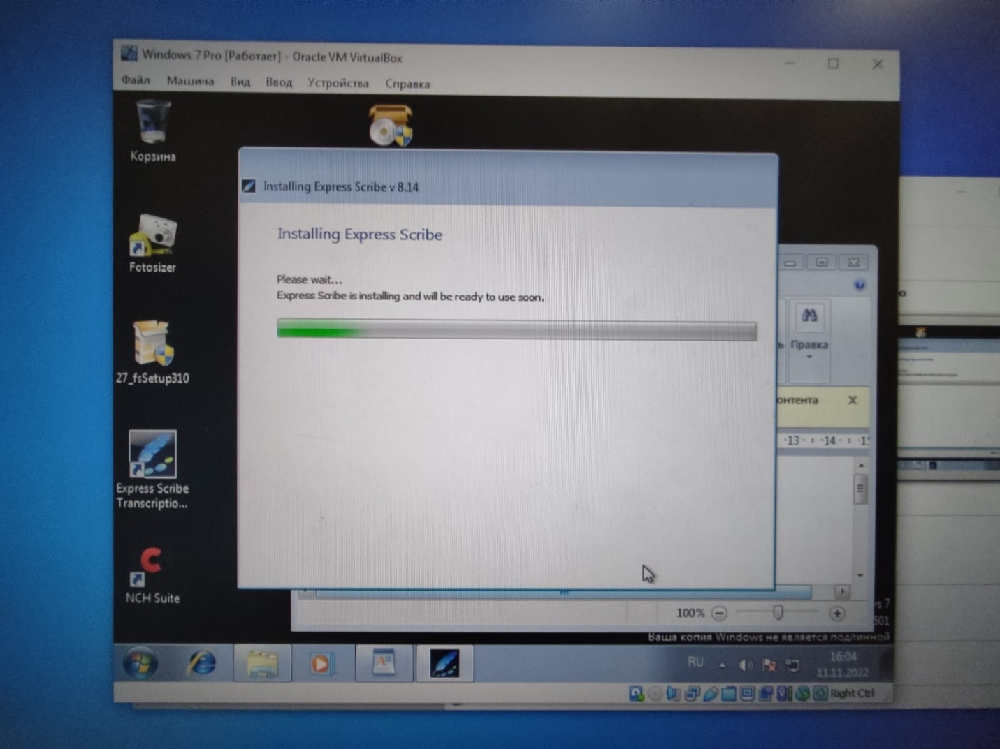 Windows 7 Pro [Работает] - Oracle VM VirtualBox
Файл Машина Вид Ввод Устройства Справка
Корзина
Installing Express Scribe v 8.14
Installing Express Scribe
Please wait...
Express Scribe is installing and will be ready to use soon.
Fotosizer
27_fsSetup310
Express Scribe
Transcriptio...
NCH Suite
Правка
онтента
13 14
100%
Ваша копия Windows не является подлинной
RU
16:04
11.11.2022
Right Ctrl